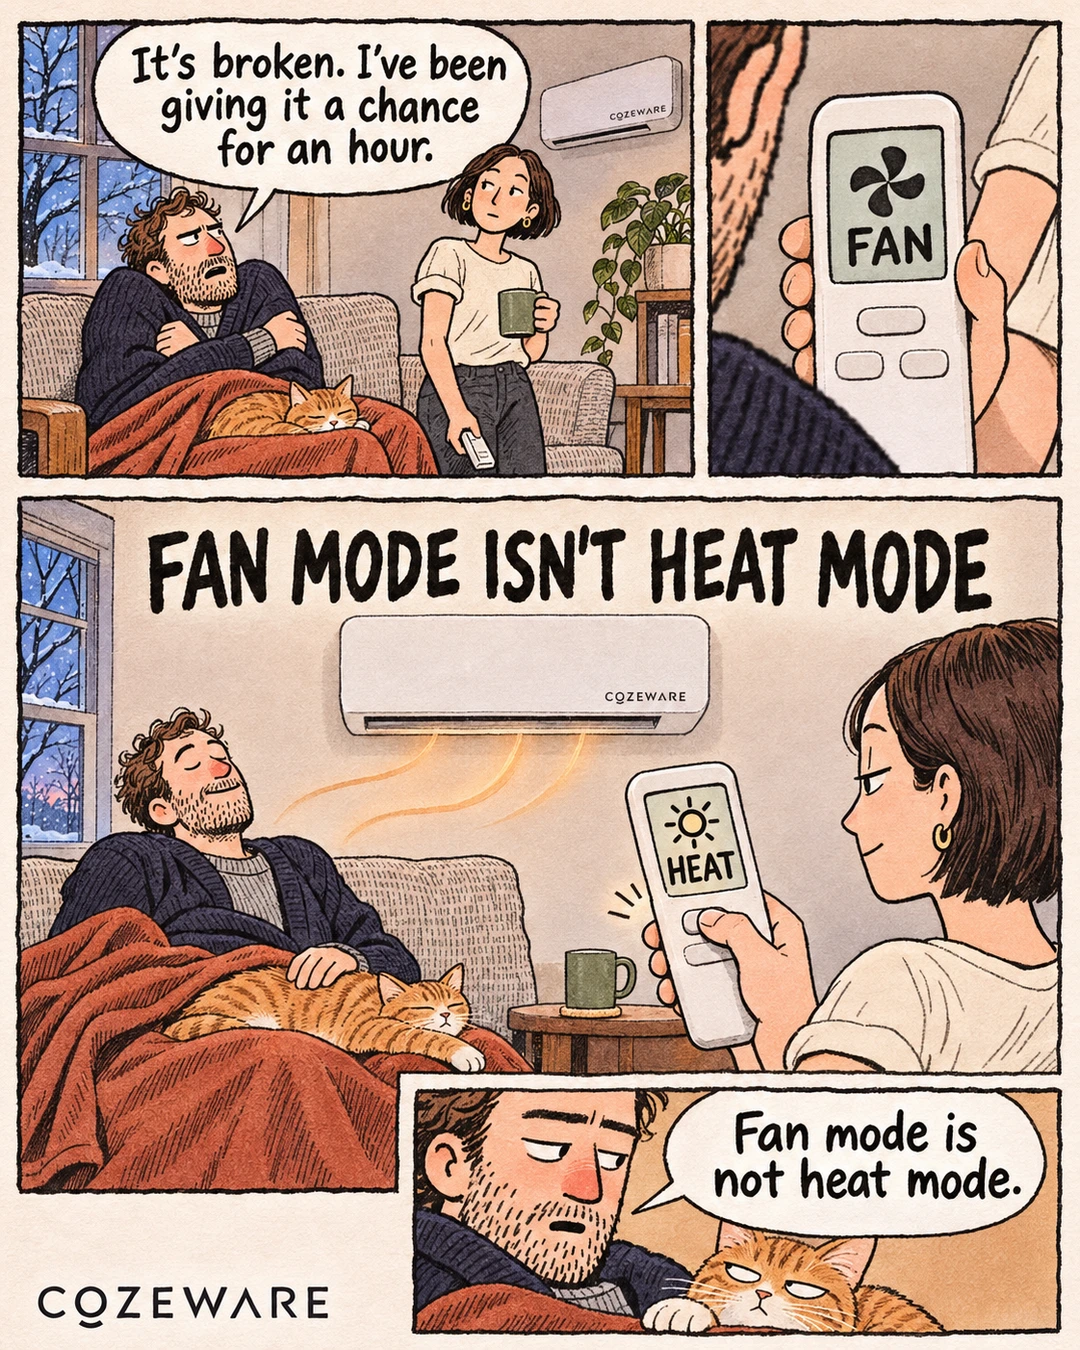 It's broken. I've been
giving it a chance
for an hour.
COZEWARE
FAN
FAN MODE ISN'T HEAT MODE
COZEWARE
HEAT
Fan mode is
not heat mode.
COZEWARE